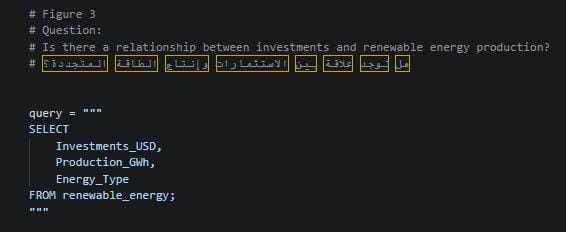 # Figure 3
# Question:
# Is there a relationship between investments and renewable energy production?
# هل توجد علاقة بين الاستثمارات وإنتاج الطاقة المتجددة؟
query = """
SELECT
Investments_USD,
Production_GWh,
Energy_Type
FROM renewable_energy;
"""